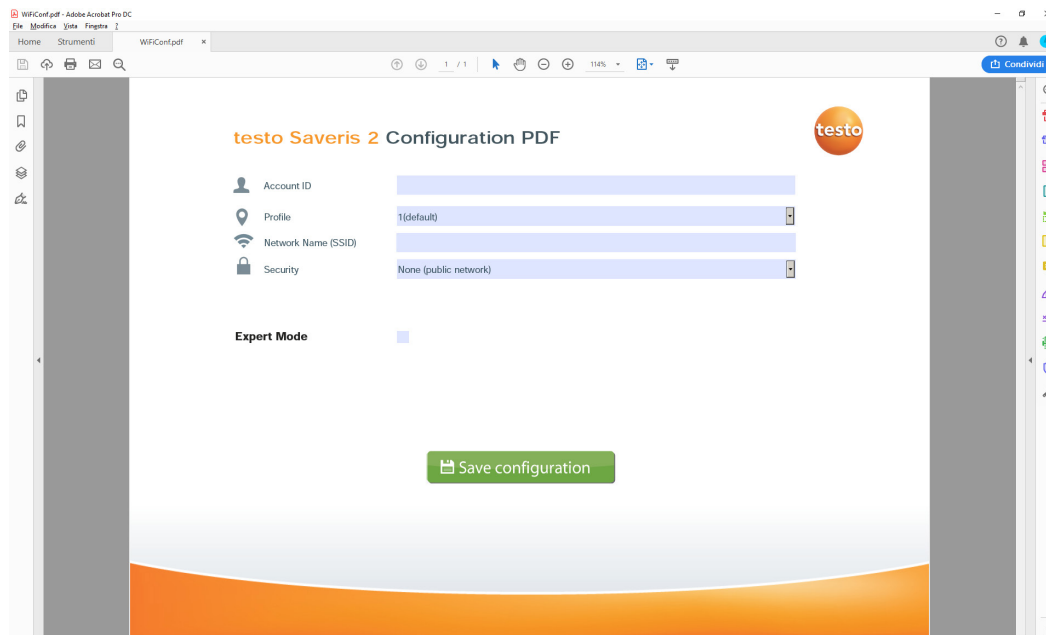 WiFiConf.pdf - Adobe Acrobat Pro DC
File Modifica Vista Finestra ?
Home Strumenti WiFiConf.pdf ×
1 / 1 114% Condividi
testo Saveris 2 Configuration PDF
testo
Account ID
Profile 1(default)
Network Name (SSID)
Security None (public network)
Expert Mode
Save configuration